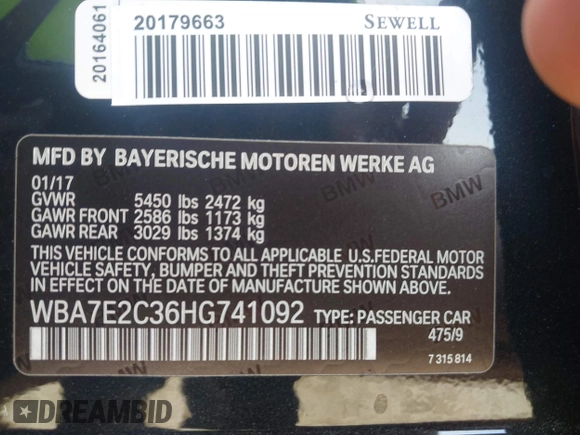 20164061
20179663 SEWELL
MFD BY BAYERISCHE MOTOREN WERKE AG
01/17
GVWR 5450 lbs 2472 kg
GAWR FRONT 2586 lbs 1173 kg
GAWR REAR 3029 lbs 1374 kg
THIS VEHICLE CONFORMS TO ALL APPLICABLE U.S.FEDERAL MOTOR
VEHICLE SAFETY, BUMPER AND THEFT PREVENTION STANDARDS
IN EFFECT ON THE DATE OF MANUFACTURE SHOWN ABOVE.
WBA7E2C36HG741092 TYPE: PASSENGER CAR
475/9
7 315 814
BMW
BMW
DREAMBID